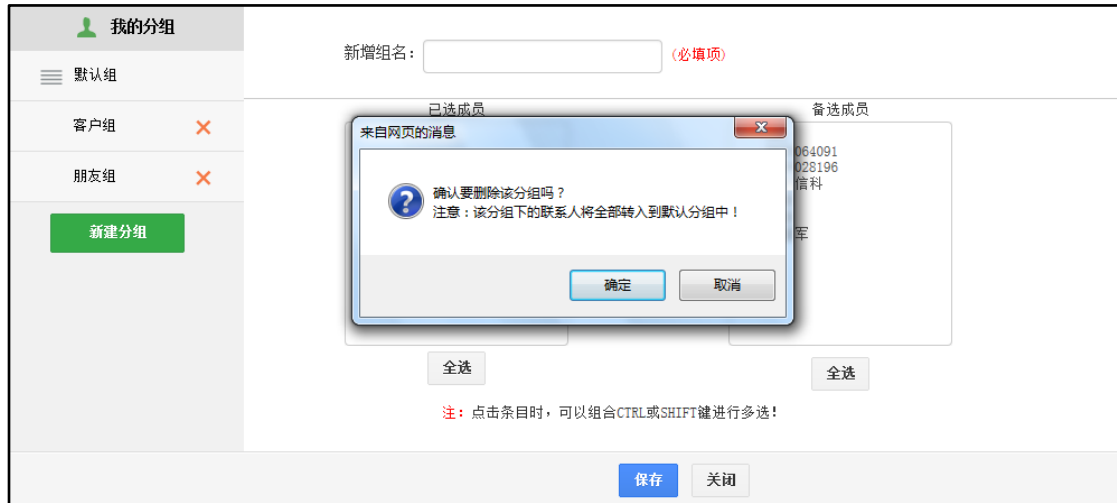 我的分组
默认组
客户组
朋友组
新建分组
新增组名：
(必填项)
已选成员
备选成员
来自网页的消息
确认要删除该分组吗？
注意：该分组下的联系人将全部转入到默认分组中！
确定
取消
064091
028196
信科
军
全选
全选
注：点击条目时，可以组合CTRL或SHIFT键进行多选！
保存
关闭